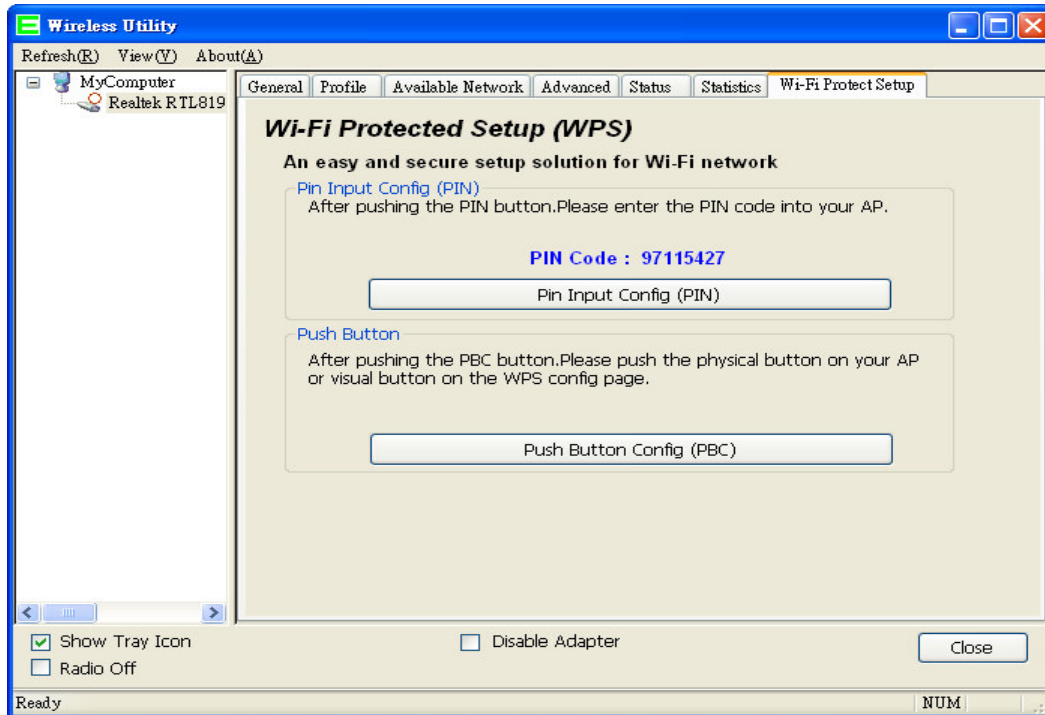 Wireless Utility
Refresh(R) View(V) About(A)
MyComputer
Realtek RTL819
General Profile Available Network Advanced Status Statistics Wi-Fi Protect Setup
Wi-Fi Protected Setup (WPS)
An easy and secure setup solution for Wi-Fi network
Pin Input Config (PIN)
After pushing the PIN button.Please enter the PIN code into your AP.
PIN Code : 97115427
Pin Input Config (PIN)
Push Button
After pushing the PBC button.Please push the physical button on your AP
or visual button on the WPS config page.
Push Button Config (PBC)
Show Tray Icon
Disable Adapter
Close
Radio Off
Ready
NUM